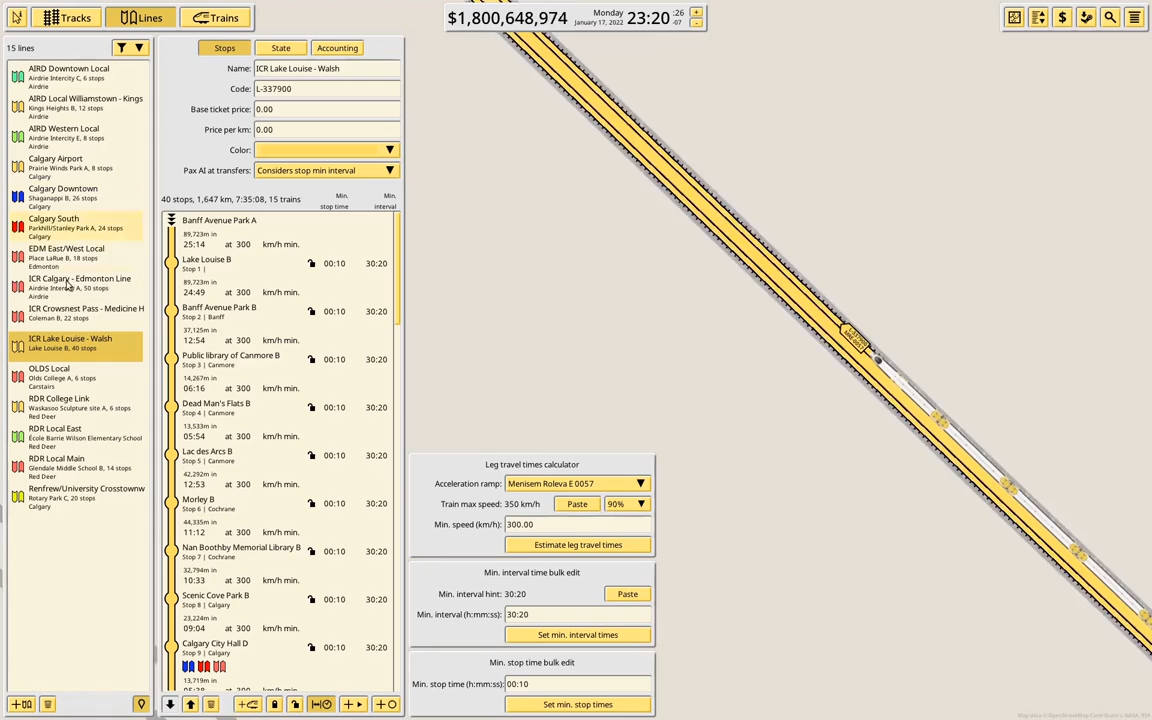 Tracks
Lines
Trains
$1,800,648,974
Monday
January 17, 2022
23:20
:26
-07
+
-
$
15 lines
AIRD Downtown Local
Airdrie Intercity C, 6 stops
Airdrie
AIRD Local Williamstown - Kings
Kings Heights B, 12 stops
Airdrie
AIRD Western Local
Airdrie Intercity E, 8 stops
Airdrie
Calgary Airport
Prairie Winds Park A, 8 stops
Calgary
Calgary Downtown
Shaganappi B, 26 stops
Calgary
Calgary South
Parkhill/Stanley Park A, 24 stops
Calgary
EDM East/West Local
Place LaRue B, 18 stops
Edmonton
ICR Calgary - Edmonton Line
A, 50 stops
Airdrie
ICR Crowsnest Pass - Medicine H
Coleman B, 22 stops
ICR Lake Louise - Walsh
Lake Louise B, 40 stops
OLDS Local
Olds College A, 6 stops
Carstairs
RDR College Link
Waskasoo Sculpture site A, 6 stops
Red Deer
RDR Local East
École Barrie Wilson Elementary School
Red Deer
RDR Local Main
Glendale Middle School B, 14 stops
Red Deer
Renfrew/University Crosstownw
Rotary Park C, 20 stops
Calgary
Stops
State
Accounting
Name: ICR Lake Louise - Walsh
Code: L-337900
Base ticket price: 0.00
Price per km: 0.00
Color:
Pax AI at transfers: Considers stop min interval
40 stops, 1,647 km, 7:35:08, 15 trains
Min.
stop time
Min.
interval
Banff Avenue Park A
89,723m in
25:14 at 300 km/h min.
Lake Louise B
Stop 1 |
00:10 30:20
89,723m in
24:49 at 300 km/h min.
Banff Avenue Park B
Stop 2 | Banff
00:10 30:20
37,125m in
12:54 at 300 km/h min.
Public library of Canmore B
Stop 3 | Canmore
00:10 30:20
14,267m in
06:16 at 300 km/h min.
Dead Man's Flats B
Stop 4 | Canmore
00:10 30:20
13,533m in
05:54 at 300 km/h min.
Lac des Arcs B
Stop 5 | Canmore
00:10 30:20
42,292m in
12:53 at 300 km/h min.
Morley B
Stop 6 | Cochrane
00:10 30:20
44,335m in
11:12 at 300 km/h min.
Nan Boothby Memorial Library B
Stop 7 | Cochrane
00:10 30:20
32,794m in
10:33 at 300 km/h min.
Scenic Cove Park B
Stop 8 | Calgary
00:10 30:20
23,224m in
09:04 at 300 km/h min.
Calgary City Hall D
Stop 9 | Calgary
00:10 30:20
13,719m in
05:38 at 300 km/h min.
Leg travel times calculator
Acceleration ramp: Menisem Roleva E 0057
Train max speed: 350 km/h Paste 90%
Min. speed (km/h): 300.00
Estimate leg travel times
Min. interval time bulk edit
Min. interval hint: 30:20 Paste
Min. interval (h:mm:ss): 30:20
Set min. interval times
Min. stop time bulk edit
Min. stop time (h:mm:ss): 00:10
Set min. stop times
L-337900